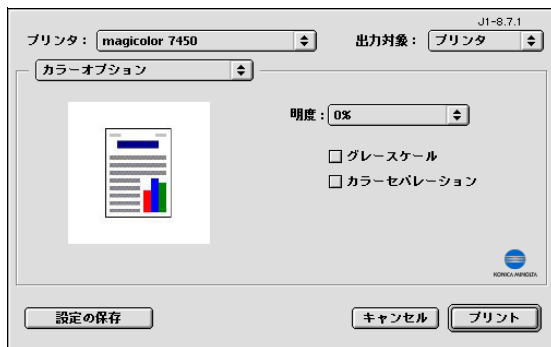 J1-8.7.1
プリンタ： magicolor 7450 出力対象： プリンタ
カラーオプション
明度： 0%
グレースケール
カラーセパレーション
KONICA MINOLTA
設定の保存 キャンセル プリント